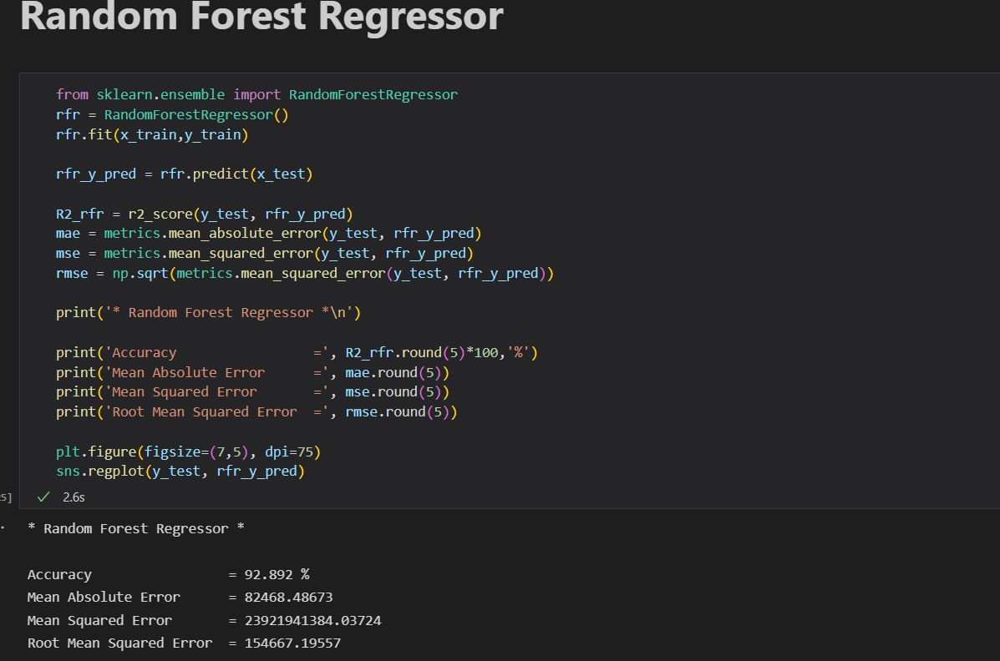 Random Forest Regressor
from sklearn.ensemble import RandomForestRegressor
rfr = RandomForestRegressor()
rfr.fit(x_train,y_train)
rfr_y_pred = rfr.predict(x_test)
R2_rfr = r2_score(y_test, rfr_y_pred)
mae = metrics.mean_absolute_error(y_test, rfr_y_pred)
mse = metrics.mean_squared_error(y_test, rfr_y_pred)
rmse = np.sqrt(metrics.mean_squared_error(y_test, rfr_y_pred))
print('* Random Forest Regressor *\n')
print('Accuracy                 =', R2_rfr.round(5)*100,'%')
print('Mean Absolute Error      =', mae.round(5))
print('Mean Squared Error       =', mse.round(5))
print('Root Mean Squared Error  =', rmse.round(5))
plt.figure(figsize=(7,5), dpi=75)
sns.regplot(y_test, rfr_y_pred)
5] ✓ 2.6s
* Random Forest Regressor *
Accuracy                 = 92.892 %
Mean Absolute Error      = 82468.48673
Mean Squared Error       = 23921941384.03724
Root Mean Squared Error  = 154667.19557